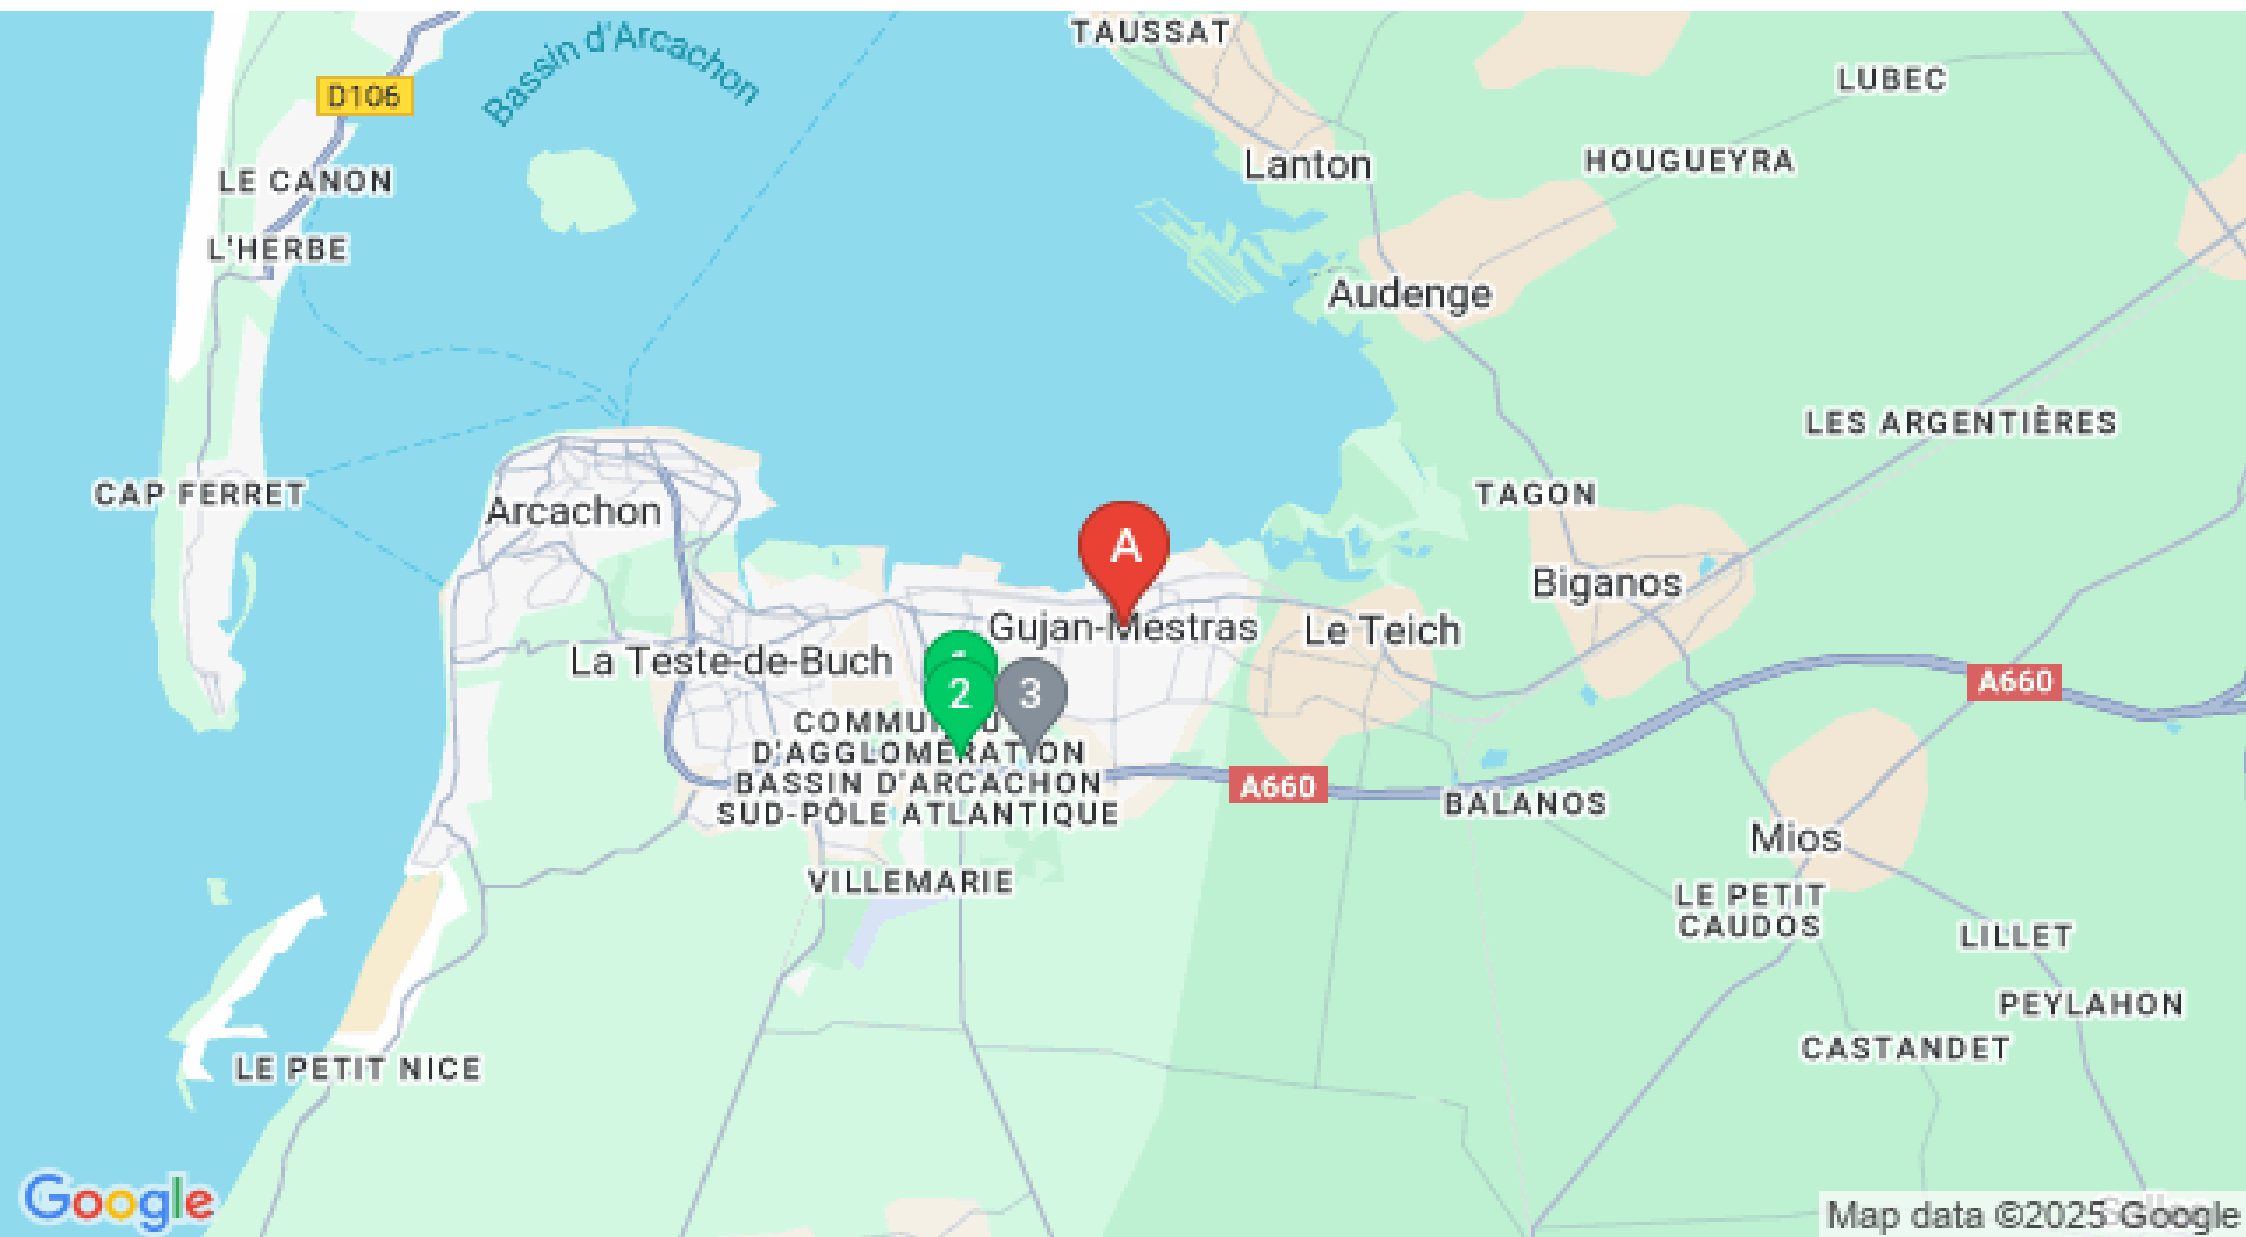 TAUSSAT
Bassin d'Arcachon
LUBEC
D106
HOUGUEYRA
Lanton
LE CANON
L'HERBE
Audenge
LES ARGENTIÈRES
CAP FERRET
TAGON
Arcachon
A
Biganos
Gujan-Mestras
Le Teich
La Teste-de-Buch
2
3
A660
COMMU
D'AGGLOMÉRATION
BASSIN D'ARCACHON
SUD-PÔLE ATLANTIQUE
A660
BALANOS
Mios
VILLEMARIE
LE PETIT
CAUDOS
LILLET
PEYLAHON
CASTANDET
LE PETIT NICE
Google
Map data ©2025 Google